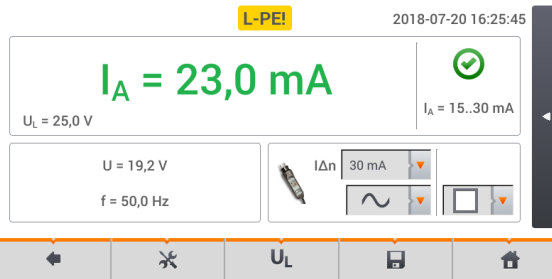 L-PE!
2018-07-20 16:25:45
IA = 23,0 mA
UL = 25,0 V
IA = 15..30 mA
U = 19,2 V
f = 50,0 Hz
IΔn
30 mA
UL